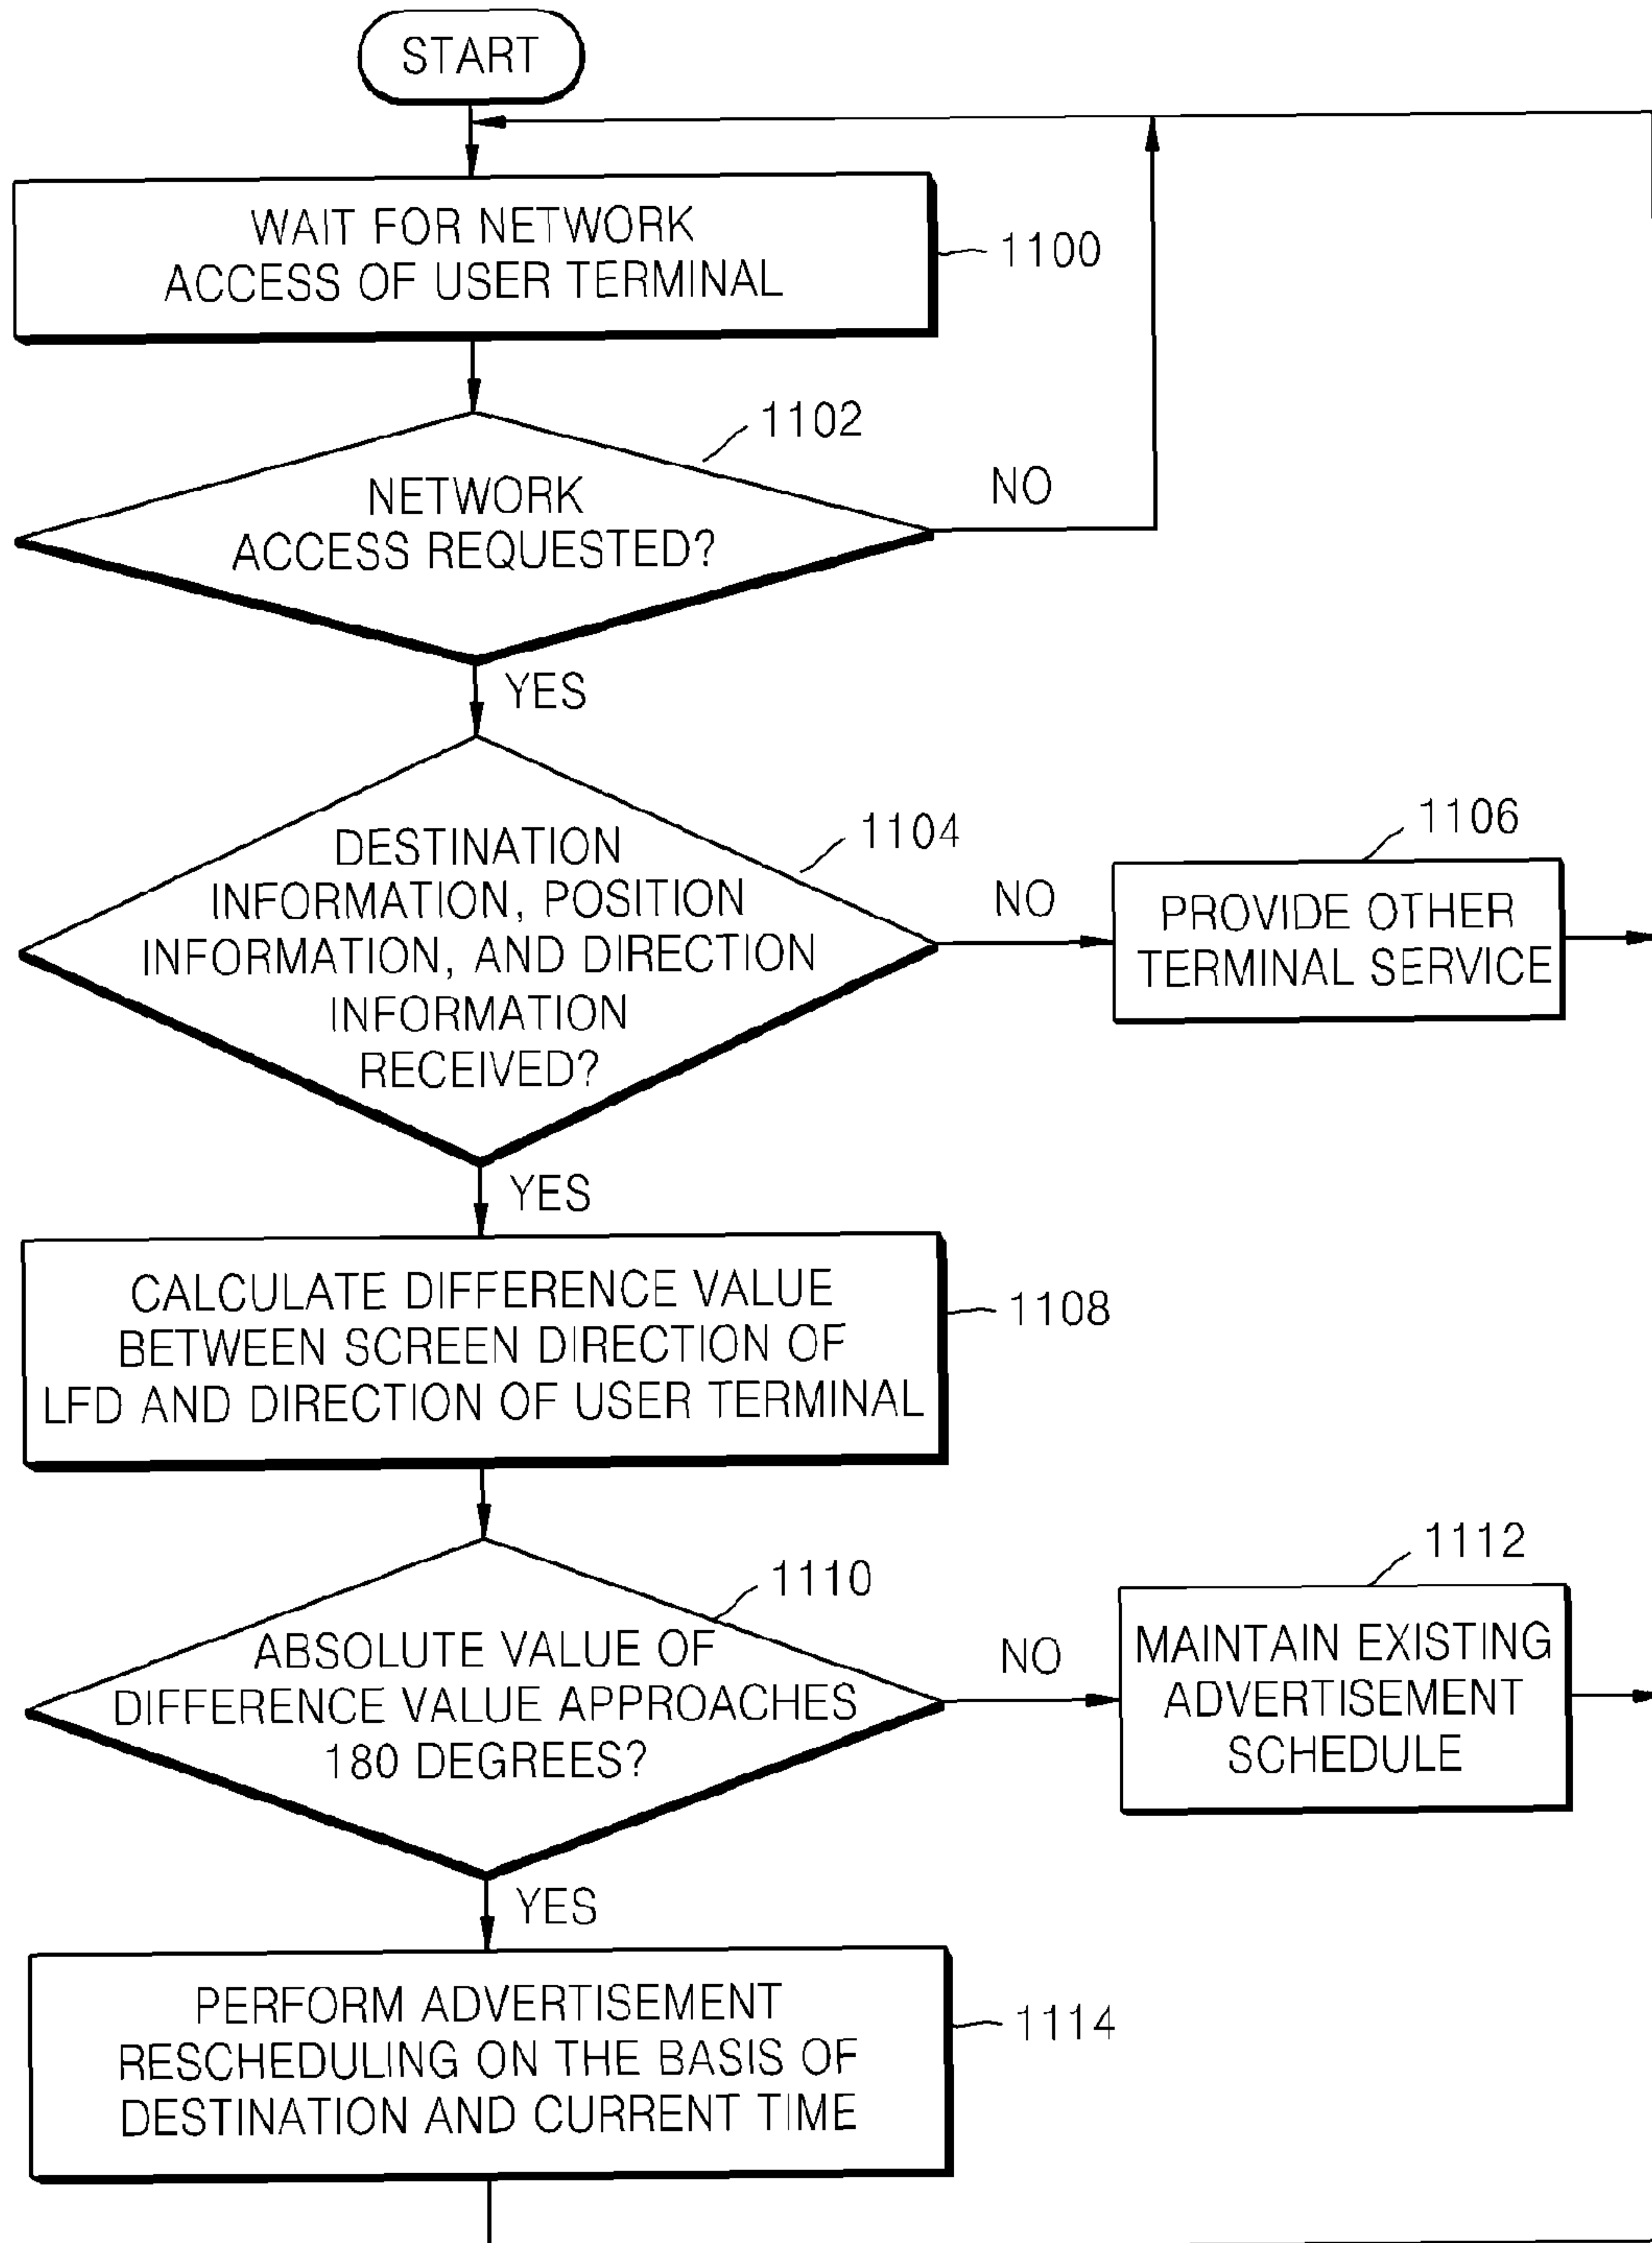 START
WAIT FOR NETWORK
ACCESS OF USER TERMINAL
1100
1102
NETWORK
ACCESS REQUESTED?
NO
YES
1104
DESTINATION
INFORMATION, POSITION
INFORMATION, AND DIRECTION
INFORMATION
RECEIVED?
NO
1106
PROVIDE OTHER
TERMINAL SERVICE
YES
CALCULATE DIFFERENCE VALUE
BETWEEN SCREEN DIRECTION OF
LFD AND DIRECTION OF USER TERMINAL
1108
1110
ABSOLUTE VALUE OF
DIFFERENCE VALUE APPROACHES
180 DEGREES?
NO
1112
MAINTAIN EXISTING
ADVERTISEMENT
SCHEDULE
YES
PERFORM ADVERTISEMENT
RESCHEDULING ON THE BASIS OF
DESTINATION AND CURRENT TIME
1114